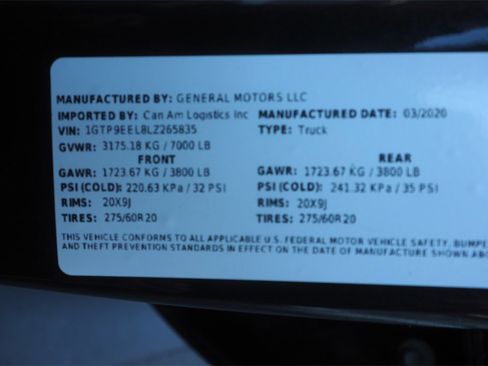 MANUFACTURED BY: GENERAL MOTORS LLC
IMPORTED BY: Can Am Logistics Inc MANUFACTURED DATE: 03/2020
VIN: 1GTP9EEL8LZ265835 TYPE: Truck
GVWR: 3175.18 KG / 7000 LB
FRONT REAR
GAWR: 1723.67 KG / 3800 LB GAWR: 1723.67 KG / 3800 LB
PSI (COLD): 220.63 KPa / 32 PSI PSI (COLD): 241.32 KPa / 35 PSI
RIMS: 20X9J RIMS: 20X9J
TIRES: 275/60R20 TIRES: 275/60R20
THIS VEHICLE CONFORMS TO ALL APPLICABLE U.S. FEDERAL MOTOR VEHICLE SAFETY, BUMPE
AND THEFT PREVENTION STANDARDS IN EFFECT ON THE DATE OF MANUFACTURE SHOWN ABO